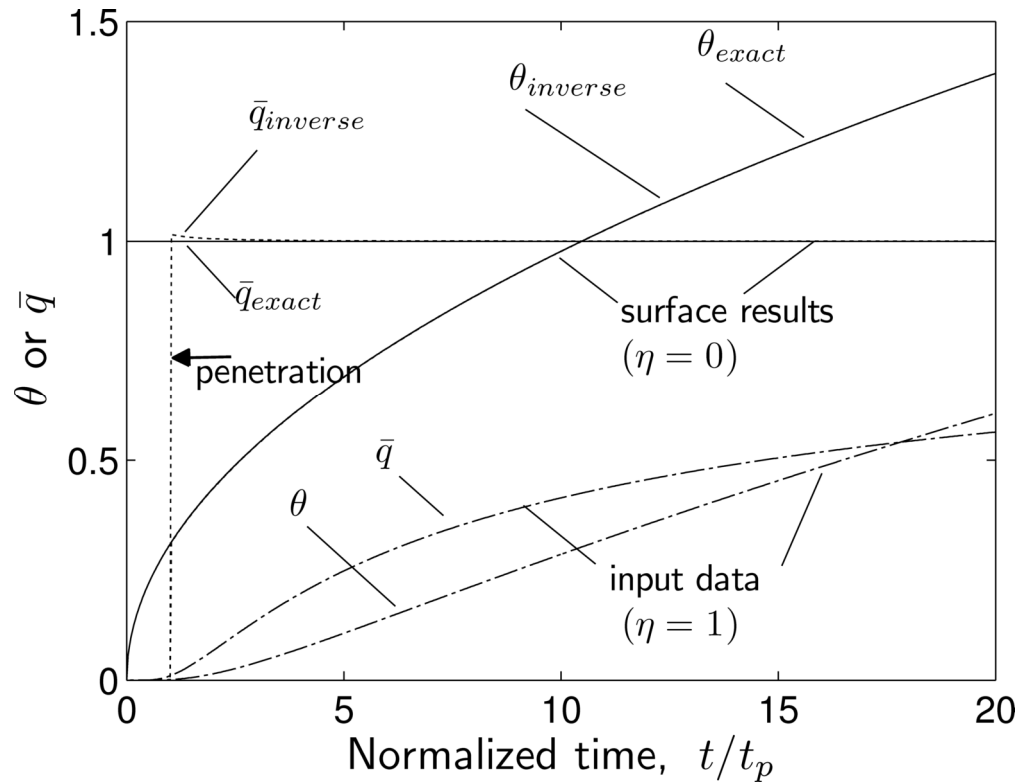 1.5
θ_exact
θ_inverse
q̄_inverse
1
q̄_exact
surface results
(η = 0)
penetration
θ or q̄
0.5
q̄
θ
input data
(η = 1)
0
0 5 10 15 20
Normalized time, t/t_p